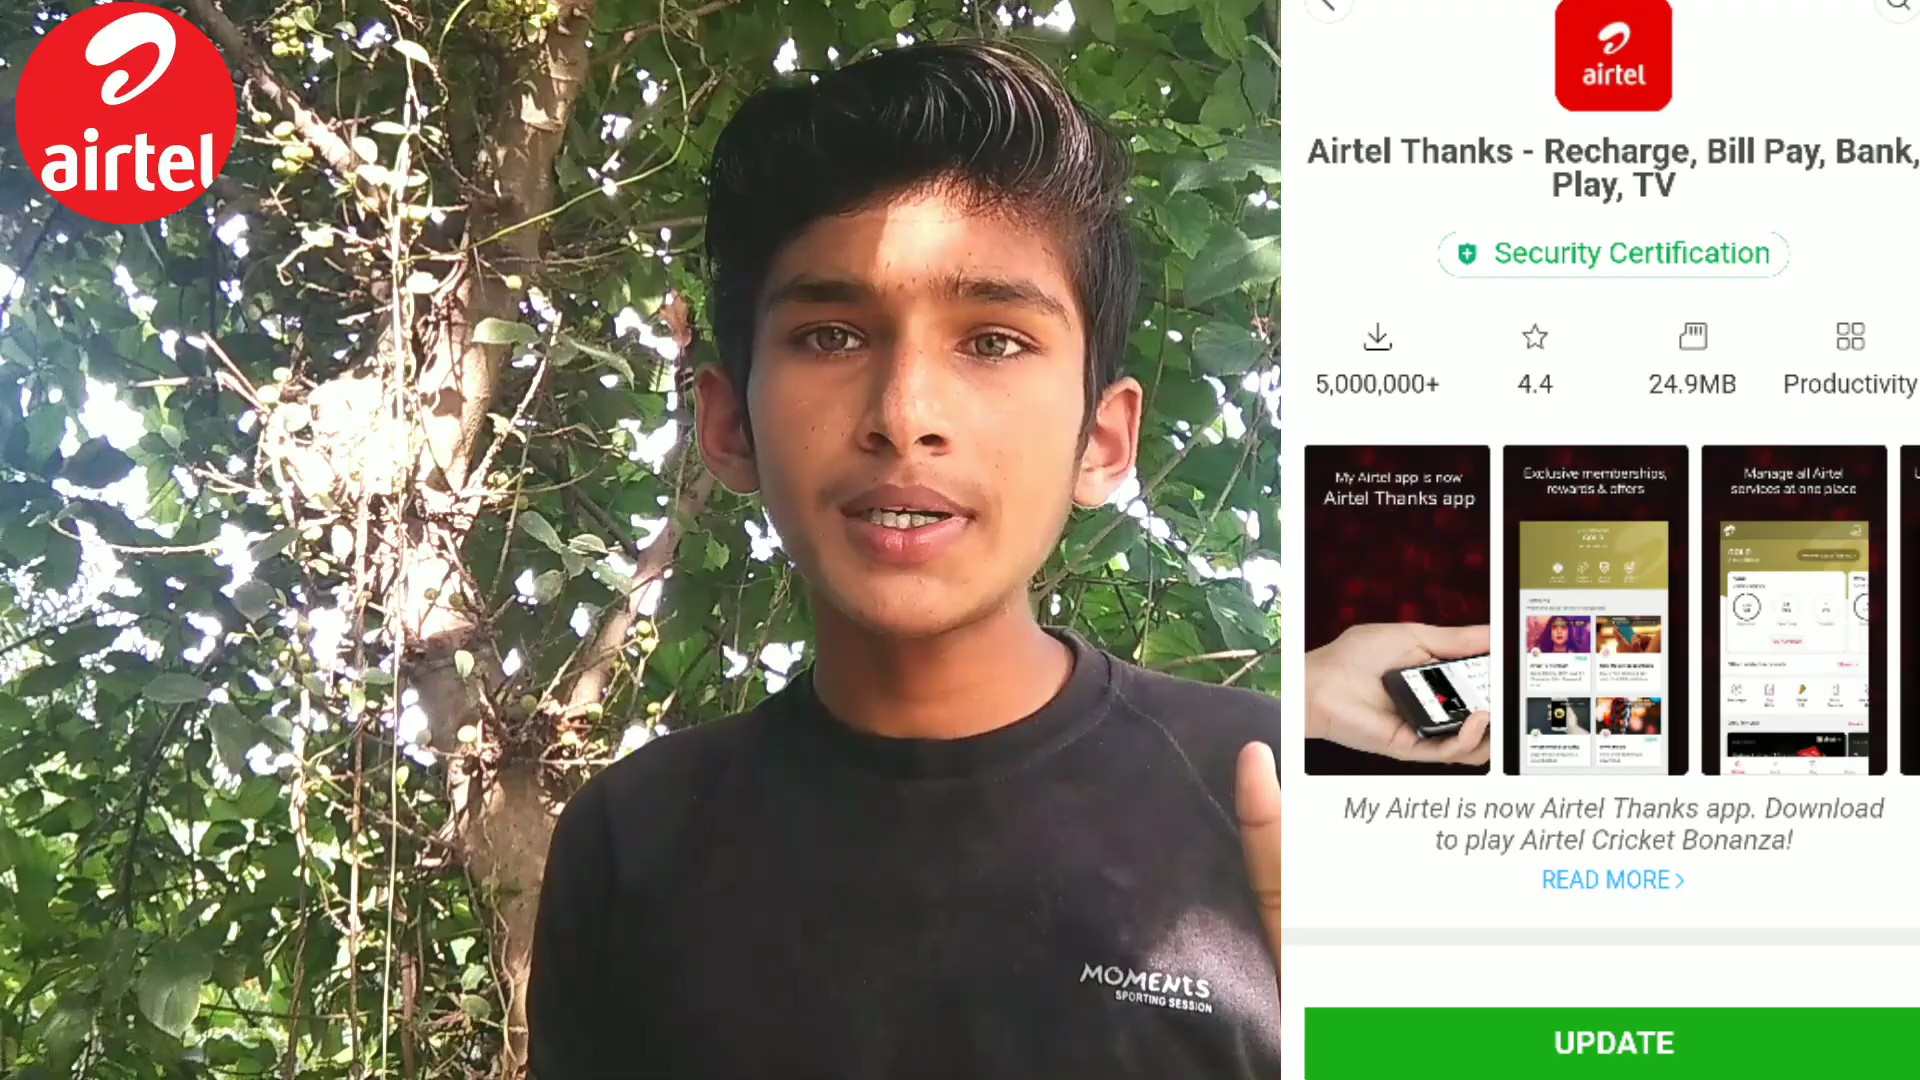 airtel
airtel
Airtel Thanks - Recharge, Bill Pay, Bank,
Play, TV
Security Certification
5,000,000+
4.4
24.9MB
Productivity
My Airtel app is now
Airtel Thanks app
Exclusive memberships,
rewards & offers
GOLD
Manage all Airtel
services at one place
GOLD
My Airtel is now Airtel Thanks app. Download
to play Airtel Cricket Bonanza!
READ MORE
UPDATE
MOMENTS
SPORTING SESSION